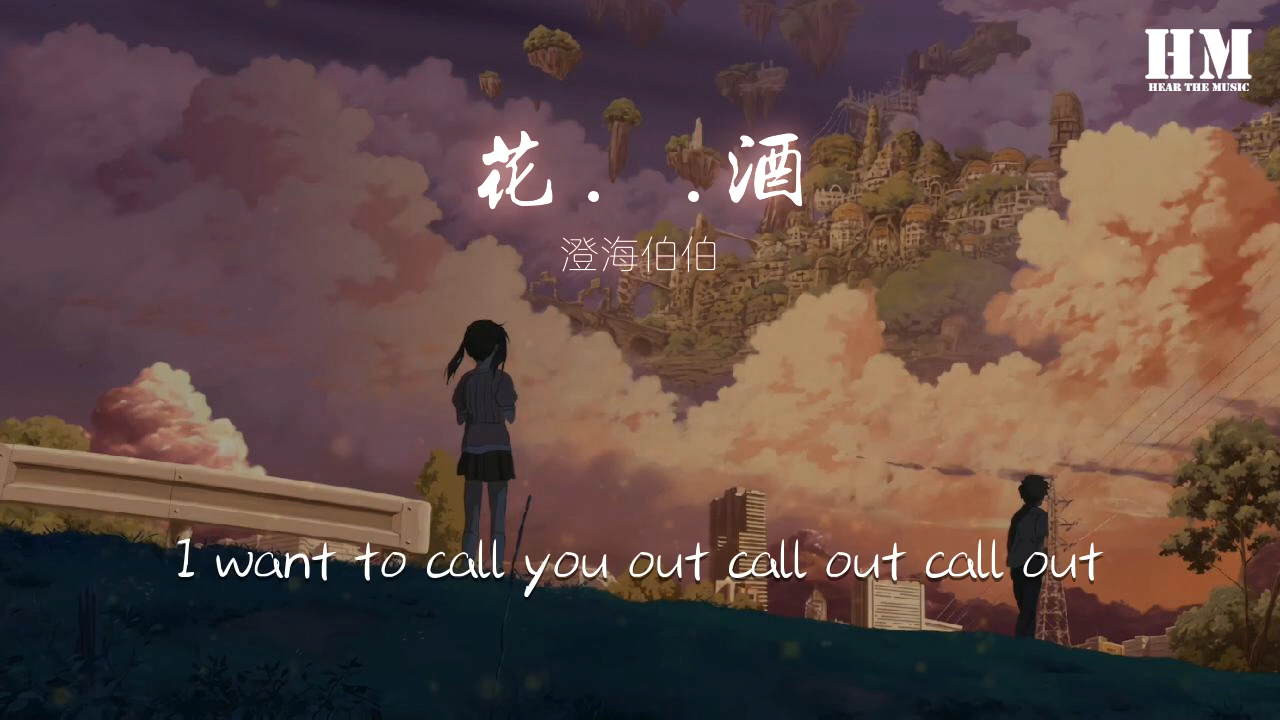 HM
HEAR THE MUSIC
花 . . 酒
澄海伯伯
I want to call you out call out call out